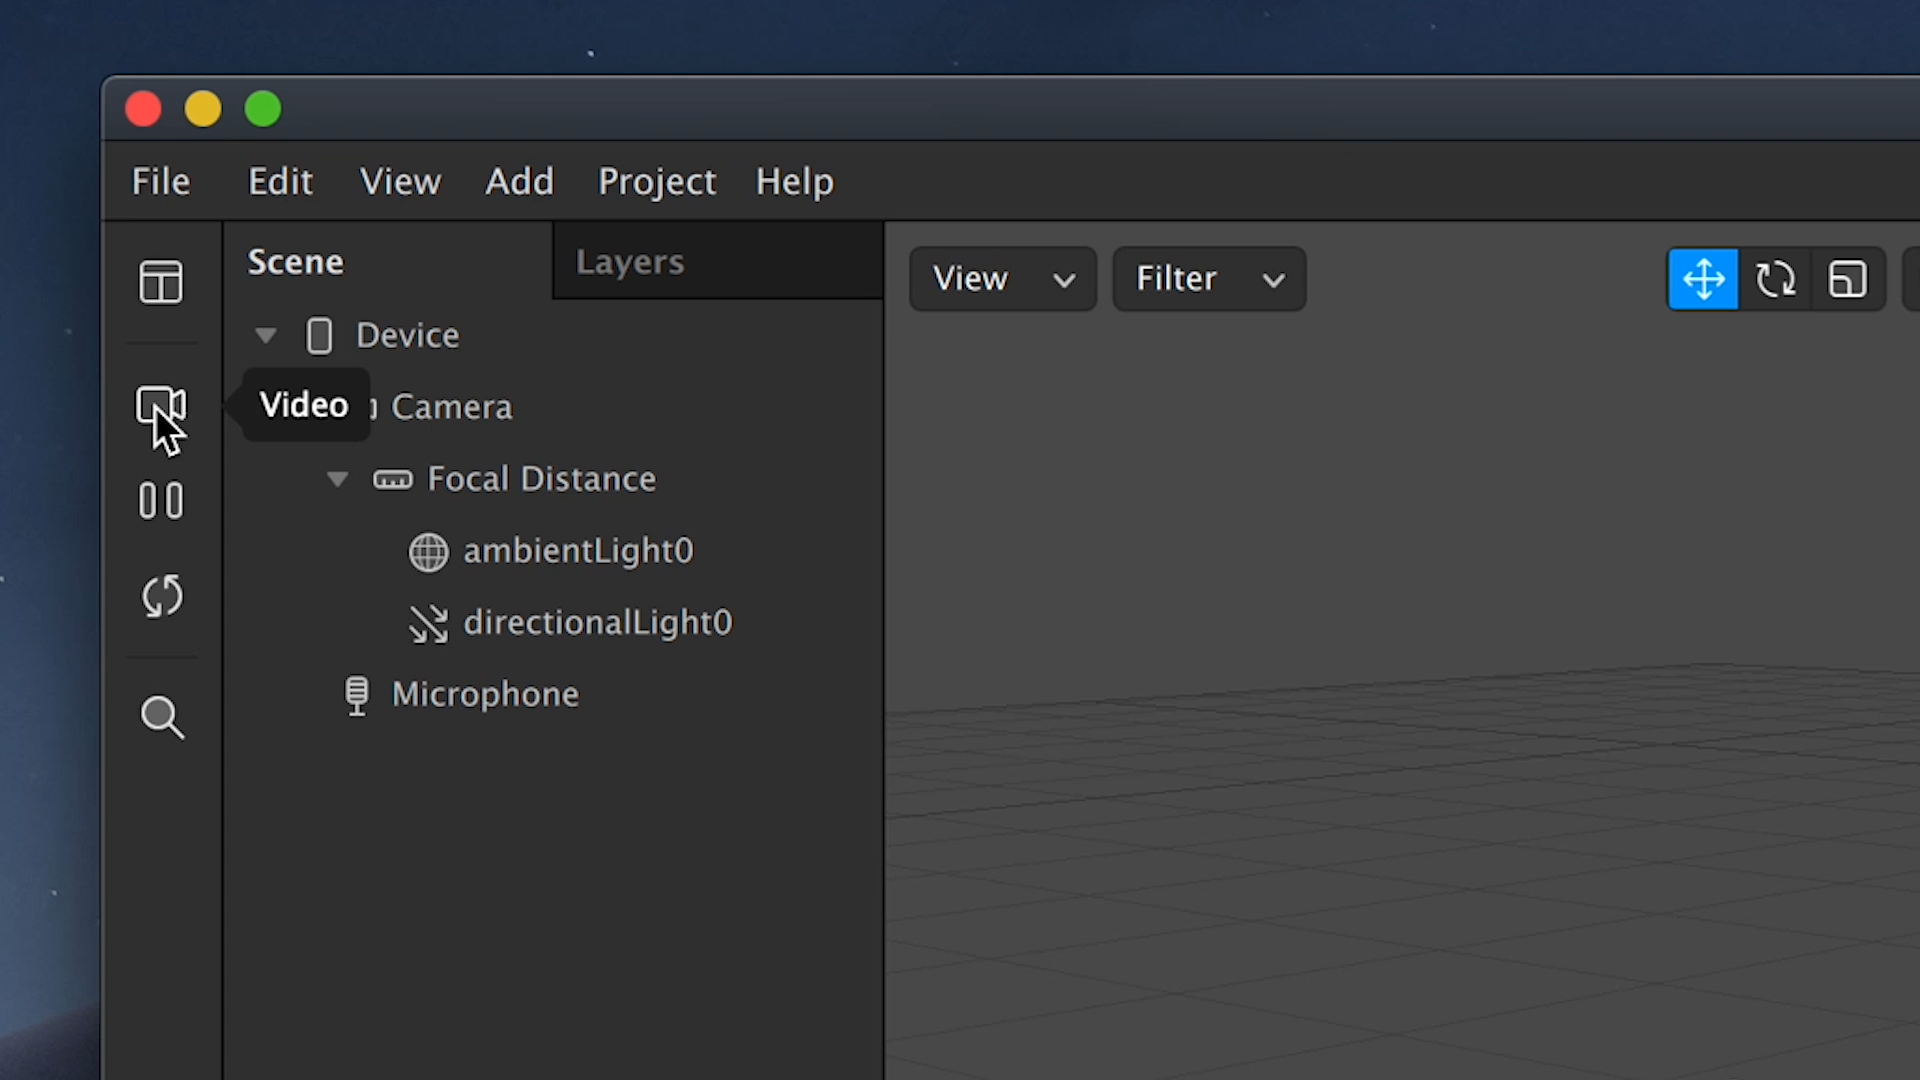 File Edit View Add Project Help
Scene Layers
View Filter
Device
Video Camera
Focal Distance
ambientLight0
directionalLight0
Microphone